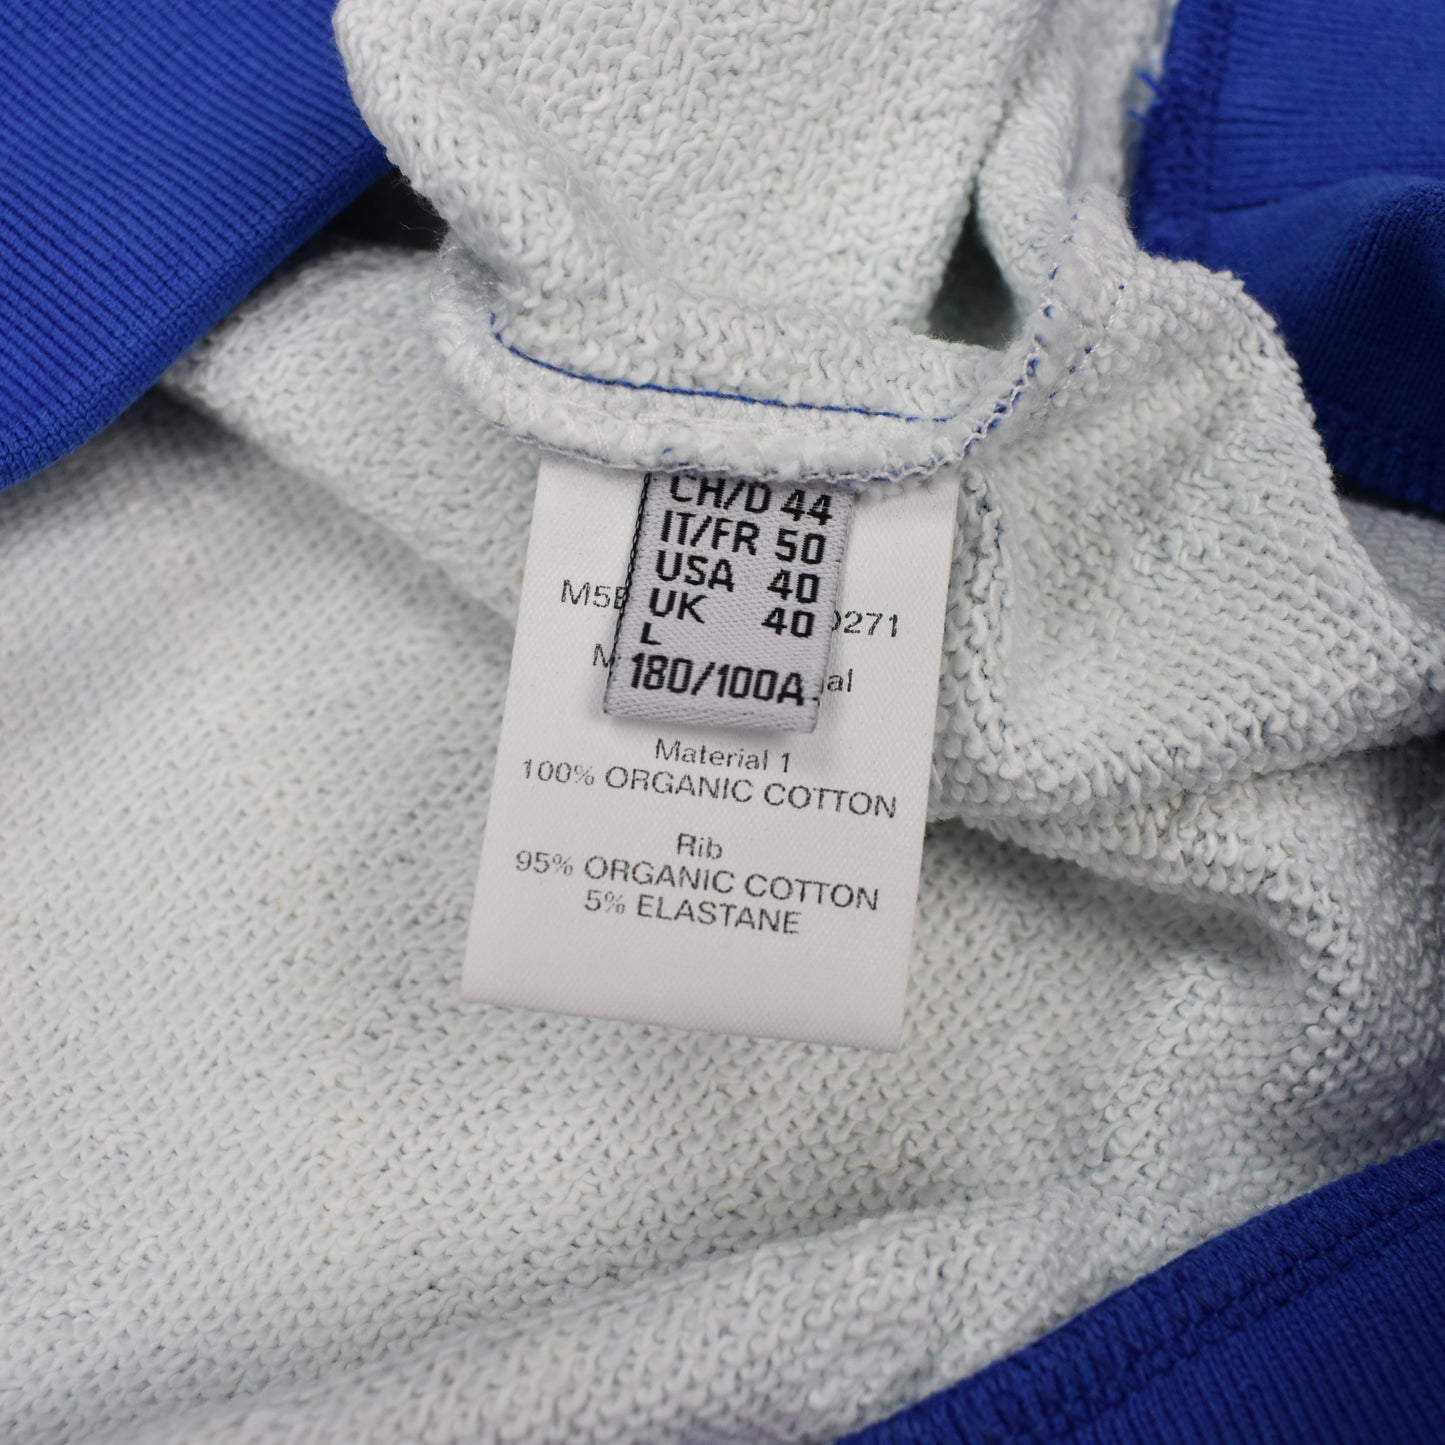 CH/D 44
IT/FR 50
USA 40
UK 40
L
180/100A
Material 1
100% ORGANIC COTTON
Rib
95% ORGANIC COTTON
5% ELASTANE